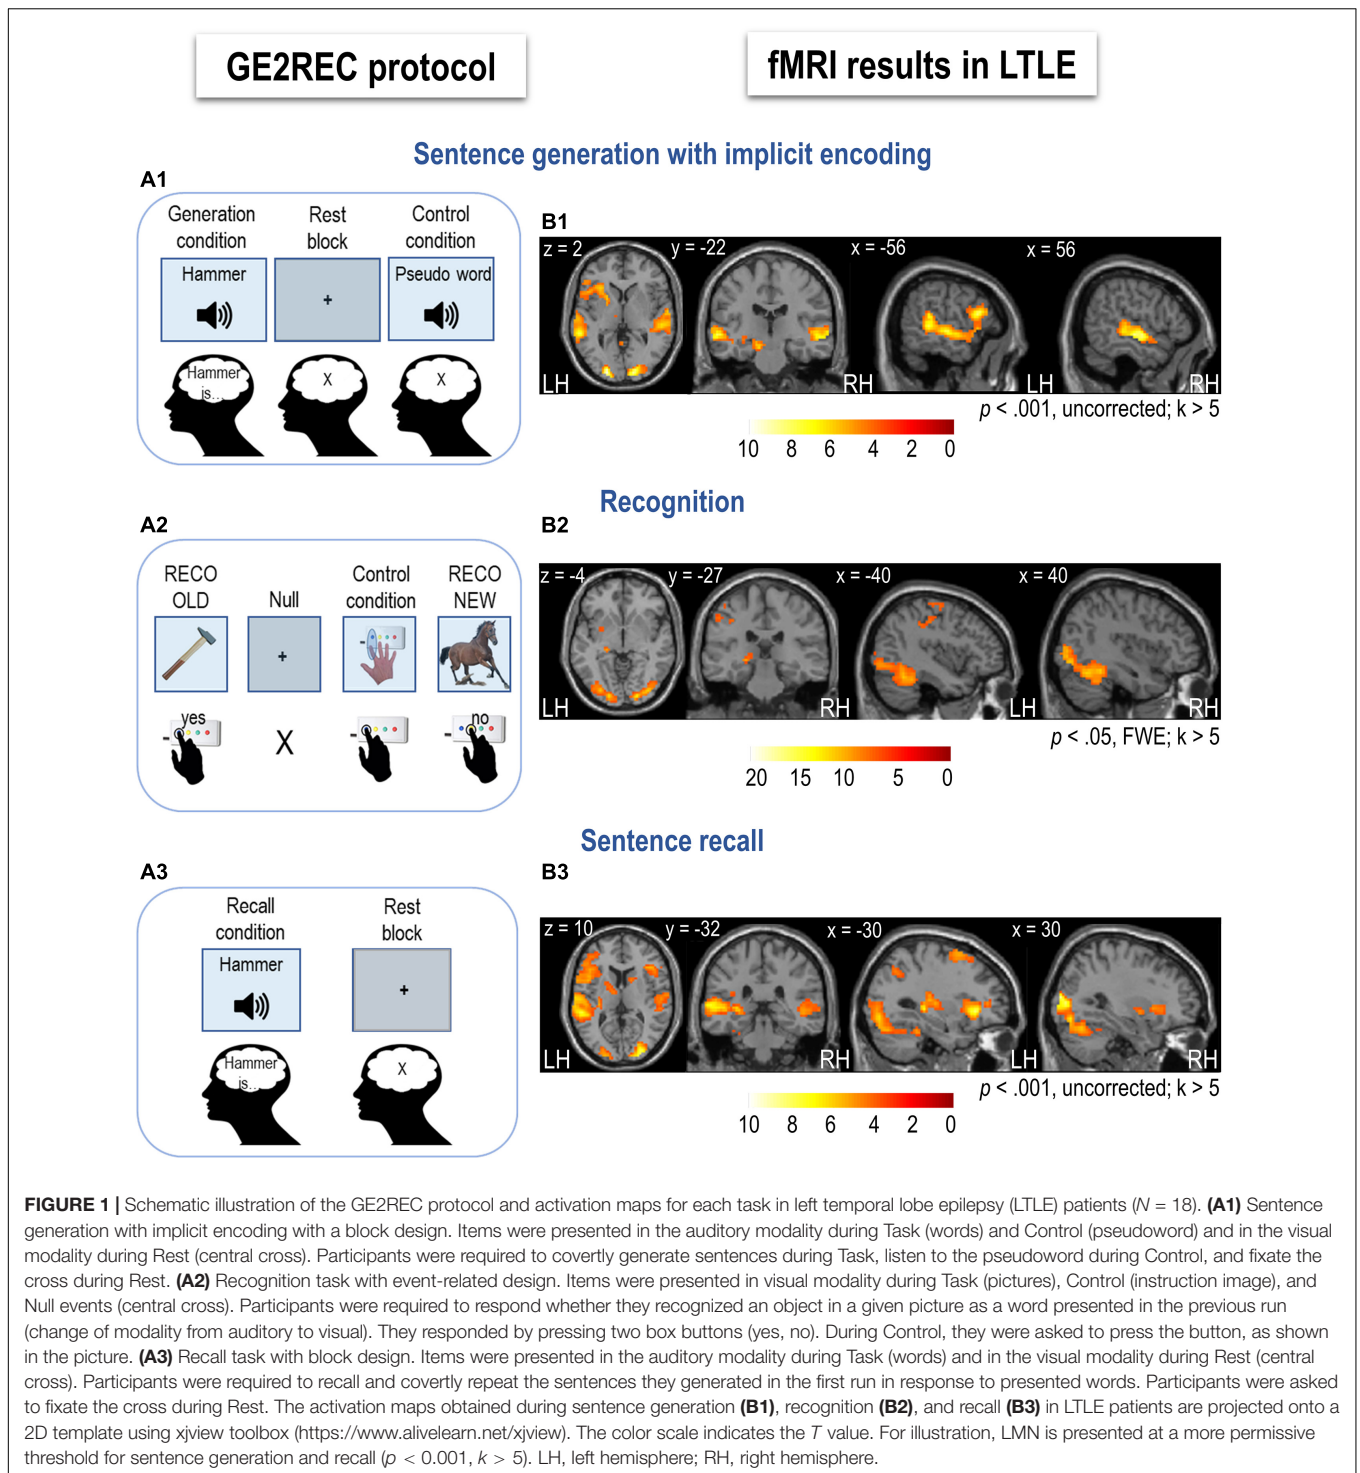 GE2REC protocol
fMRI results in LTLE
Sentence generation with implicit encoding
A1
Generation condition
Rest block
Control condition
Hammer
+
Pseudo word
Hammer is...
X
X
B1
z = 2
y = -22
x = -56
x = 56
LH
RH
LH
RH
p < .001, uncorrected; k > 5
10 8 6 4 2 0
Recognition
A2
RECO OLD
Null
Control condition
RECO NEW
+
yes
X
no
B2
z = -4
y = -27
x = -40
x = 40
LH
RH
LH
RH
p < .05, FWE; k > 5
20 15 10 5 0
Sentence recall
A3
Recall condition
Rest block
Hammer
+
Hammer is...
X
B3
z = 10
y = -32
x = -30
x = 30
LH
RH
LH
RH
p < .001, uncorrected; k > 5
10 8 6 4 2 0
FIGURE 1 | Schematic illustration of the GE2REC protocol and activation maps for each task in left temporal lobe epilepsy (LTLE) patients (N = 18). (A1) Sentence
generation with implicit encoding with a block design. Items were presented in the auditory modality during Task (words) and Control (pseudoword) and in the visual
modality during Rest (central cross). Participants were required to covertly generate sentences during Task, listen to the pseudoword during Control, and fixate the
cross during Rest. (A2) Recognition task with event-related design. Items were presented in visual modality during Task (pictures), Control (instruction image), and
Null events (central cross). Participants were required to respond whether they recognized an object in a given picture as a word presented in the previous run
(change of modality from auditory to visual). They responded by pressing two box buttons (yes, no). During Control, they were asked to press the button, as shown
in the picture. (A3) Recall task with block design. Items were presented in the auditory modality during Task (words) and in the visual modality during Rest (central
cross). Participants were required to recall and covertly repeat the sentences they generated in the first run in response to presented words. Participants were asked
to fixate the cross during Rest. The activation maps obtained during sentence generation (B1), recognition (B2), and recall (B3) in LTLE patients are projected onto a
2D template using xjview toolbox (https://www.alivelearn.net/xjview). The color scale indicates the T value. For illustration, LMN is presented at a more permissive
threshold for sentence generation and recall (p < 0.001, k > 5). LH, left hemisphere; RH, right hemisphere.